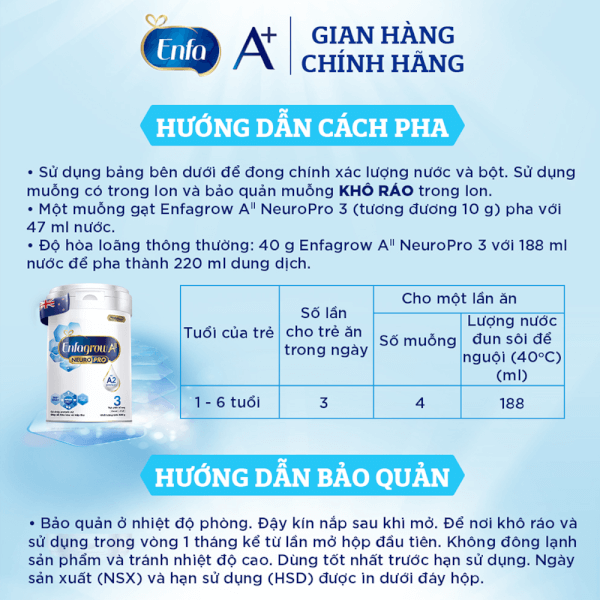 Enfa
A+
GIAN HÀNG
CHÍNH HÃNG
HƯỚNG DẪN CÁCH PHA
• Sử dụng bảng bên dưới để đong chính xác lượng nước và bột. Sử dụng
muỗng có trong lon và bảo quản muỗng KHÔ RÁO trong lon.
• Một muỗng gạt Enfagrow Aᴵᴵ NeuroPro 3 (tương đương 10 g) pha với
47 ml nước.
• Độ hòa loãng thông thường: 40 g Enfagrow Aᴵᴵ NeuroPro 3 với 188 ml
nước để pha thành 220 ml dung dịch.
Tuổi của trẻ
Số lần
cho trẻ ăn
trong ngày
Cho một lần ăn
Số muỗng
Lượng nước
đun sôi để
nguội (40°C)
(ml)
1 - 6 tuổi
3
4
188
Enfagrow A
NEUROPRO
A2
3
HƯỚNG DẪN BẢO QUẢN
• Bảo quản ở nhiệt độ phòng. Đậy kín nắp sau khi mở. Để nơi khô ráo và
sử dụng trong vòng 1 tháng kể từ lần mở hộp đầu tiên. Không đông lạnh
sản phẩm và tránh nhiệt độ cao. Dùng tốt nhất trước hạn sử dụng. Ngày
sản xuất (NSX) và hạn sử dụng (HSD) được in dưới đáy hộp.